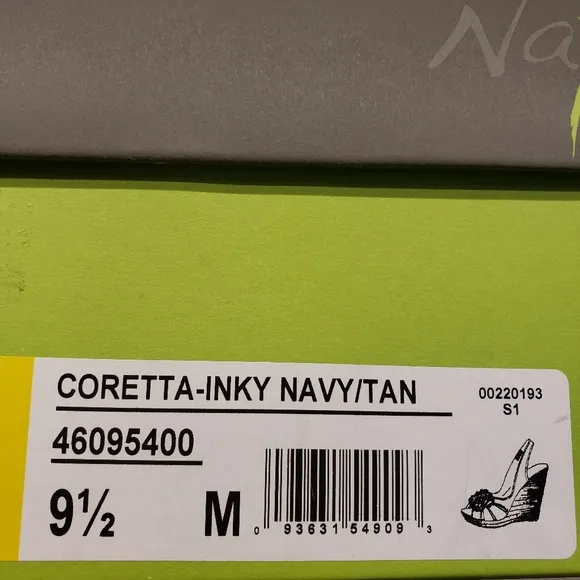 Na
CORETTA-INKY NAVY/TAN
00220193
S1
46095400
9½ M
0 93631 54909 3